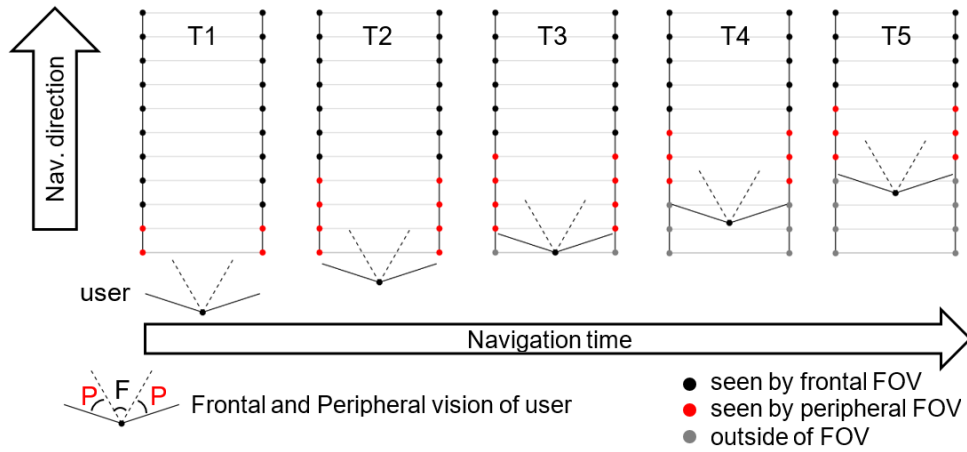 T1 T2 T3 T4 T5
Nav. direction
user
Navigation time
P F P
Frontal and Peripheral vision of user
seen by frontal FOV
seen by peripheral FOV
outside of FOV